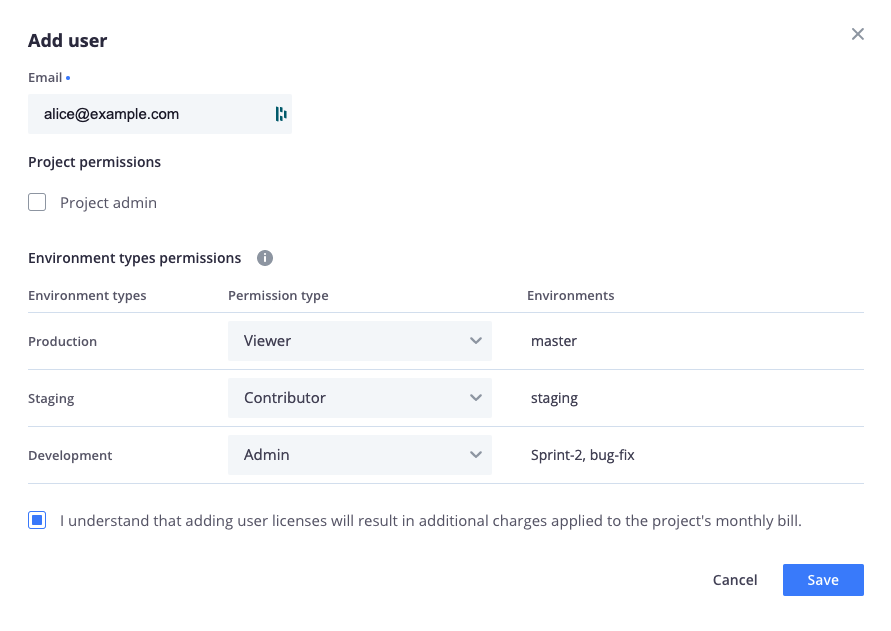 Add user
Email
alice@example.com
Project permissions
Project admin
Environment types permissions
Environment types Permission type Environments
Production Viewer master
Staging Contributor staging
Development Admin Sprint-2, bug-fix
I understand that adding user licenses will result in additional charges applied to the project's monthly bill.
Cancel Save